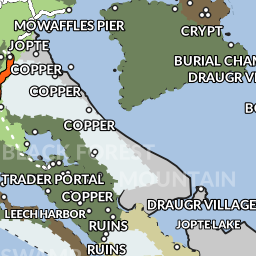 MOWAFFLES PIER
CRYPT
JOPTE
COPPER
BURIAL CHAM
DRAUGR V
COPPER
COPPER
BLACK FOREST
MOUNTAIN
TRADER PORTAL
COPPER
DRAUGR VILLAGE
LEECH HARBOR
JOPTE LAKE
RUINS
RUINS
SWAMP